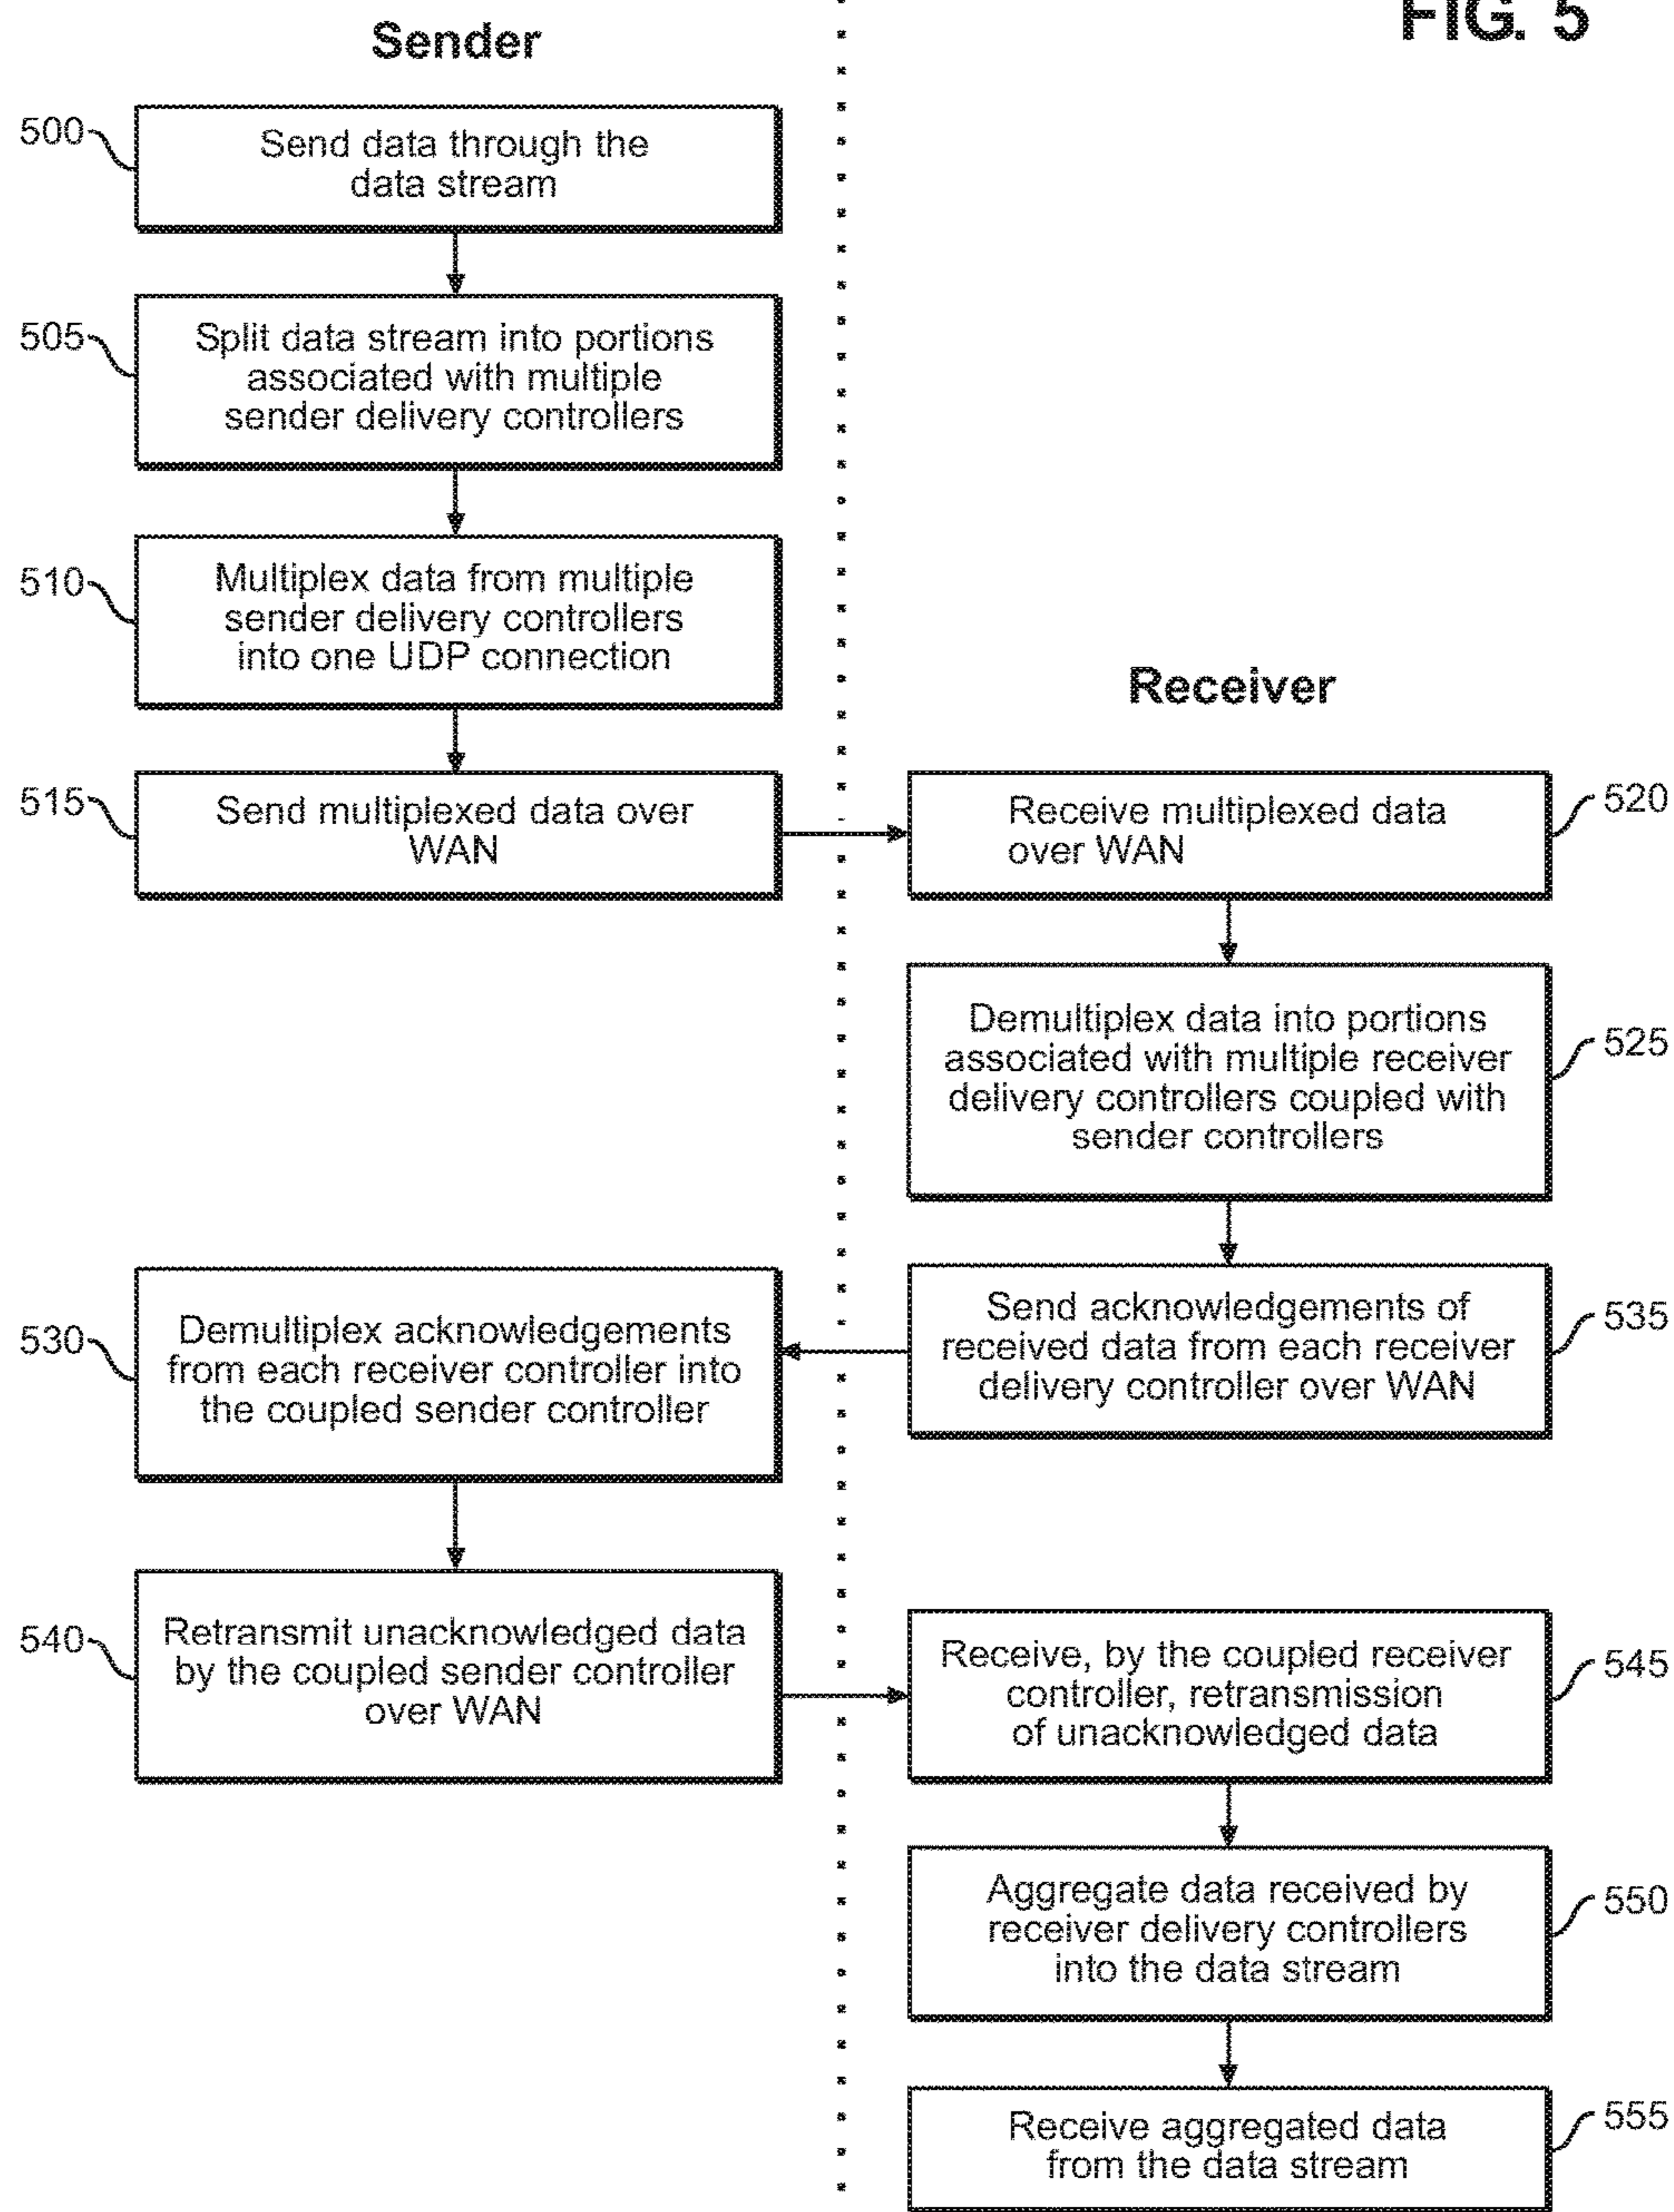 FIG. 5
Sender
500
Send data through the
data stream
505
Split data stream into portions
associated with multiple
sender delivery controllers
510
Multiplex data from multiple
sender delivery controllers
into one UDP connection
Receiver
515
Send multiplexed data over
WAN
Receive multiplexed data
over WAN
520
Demultiplex data into portions
associated with multiple receiver
delivery controllers coupled with
sender controllers
525
530
Demultiplex acknowledgements
from each receiver controller into
the coupled sender controller
Send acknowledgements of
received data from each receiver
delivery controller over WAN
535
540
Retransmit unacknowledged data
by the coupled sender controller
over WAN
Receive, by the coupled receiver
controller, retransmission
of unacknowledged data
545
Aggregate data received by
receiver delivery controllers
into the data stream
550
Receive aggregated data
from the data stream
555